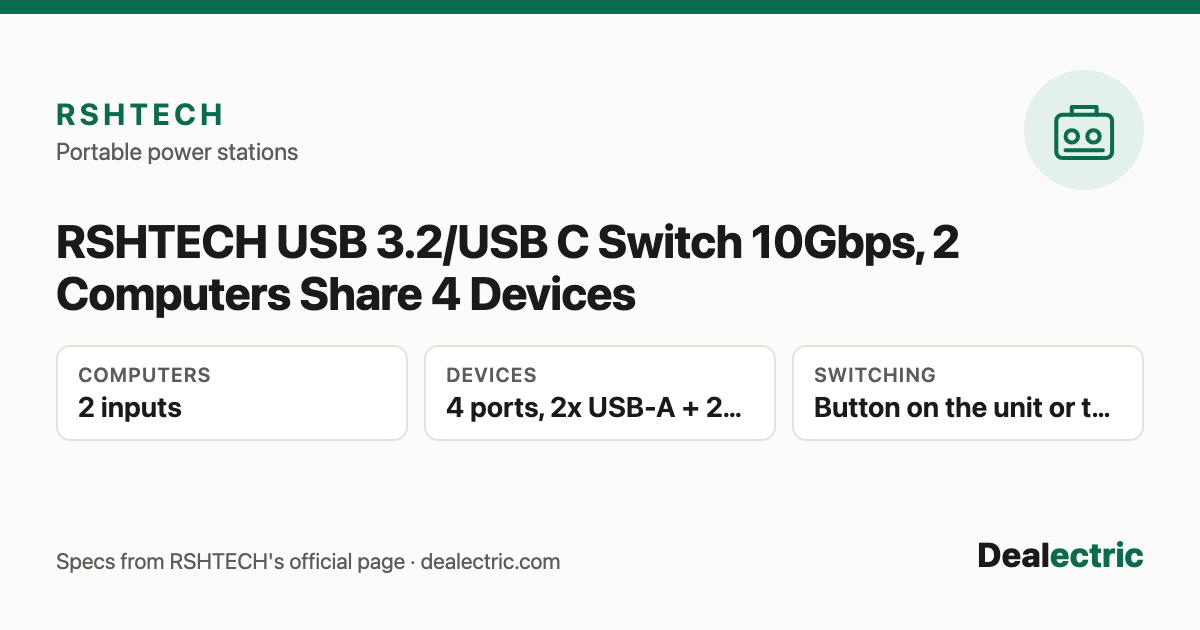 RSHTECH
Portable power stations
RSHTECH USB 3.2/USB C Switch 10Gbps, 2
Computers Share 4 Devices
COMPUTERS
2 inputs
DEVICES
4 ports, 2x USB-A + 2...
SWITCHING
Button on the unit or t...
Specs from RSHTECH's official page · dealectric.com
Dealectric